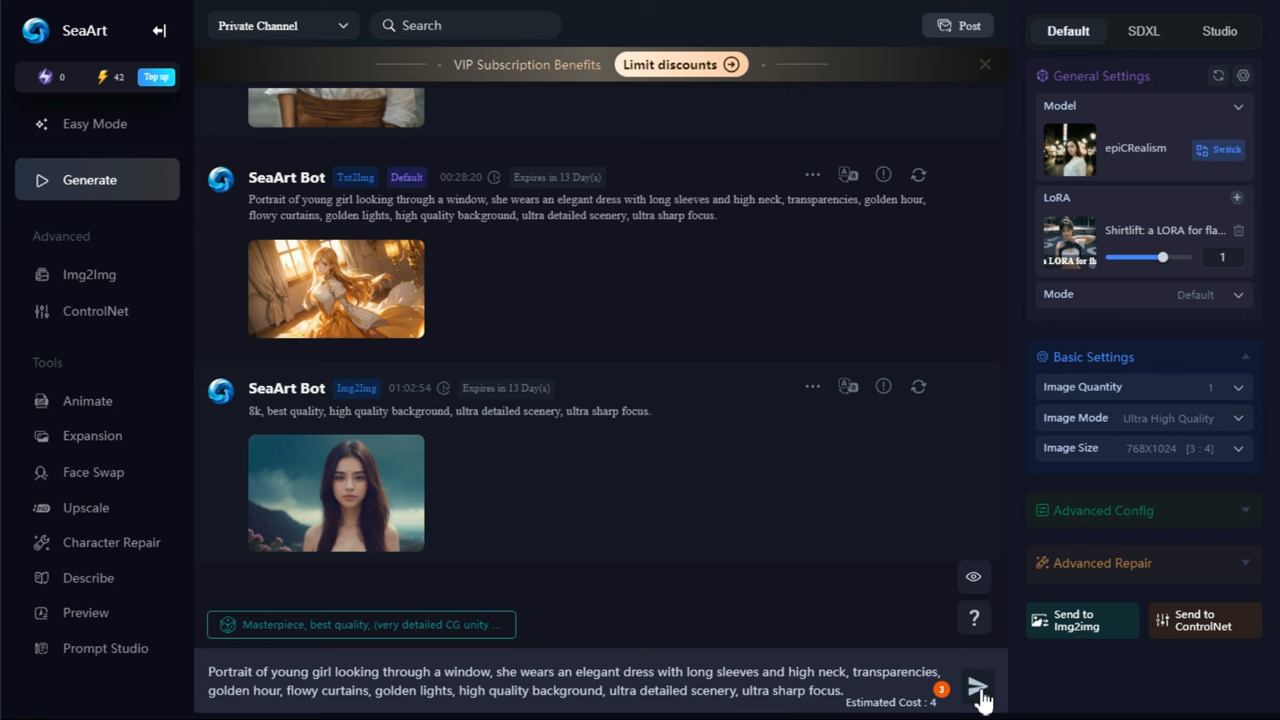 SeaArt
0
42
Top up
Easy Mode
Generate
Advanced
Img2Img
ControlNet
Tools
Animate
Expansion
Face Swap
HD
Upscale
Character Repair
Describe
Preview
Prompt Studio
Private Channel
Search
Post
VIP Subscription Benefits
Limit discounts
SeaArt Bot Txt2Img Default 00:28:20 Expires in 13 Day(s)
Portrait of young girl looking through a window, she wears an elegant dress with long sleeves and high neck, transparencies, golden hour,
flowy curtains, golden lights, high quality background, ultra detailed scenery, ultra sharp focus.
SeaArt Bot Img2Img 01:02:54 Expires in 13 Day(s)
8k, best quality, high quality background, ultra detailed scenery, ultra sharp focus.
?
Masterpiece, best quality, (very detailed CG unity ...
Portrait of young girl looking through a window, she wears an elegant dress with long sleeves and high neck, transparencies,
golden hour, flowy curtains, golden lights, high quality background, ultra detailed scenery, ultra sharp focus.
3
Estimated Cost : 4
Default SDXL Studio
General Settings
Model
epiCRealism
Switch
LoRA
Shirtlift: a LORA for fla...
a LORA for fl
1
Mode Default
Basic Settings
Image Quantity 1
Image Mode Ultra High Quality
Image Size 768X1024 [3 : 4]
Advanced Config
Advanced Repair
Send to
Img2img
Send to
ControlNet